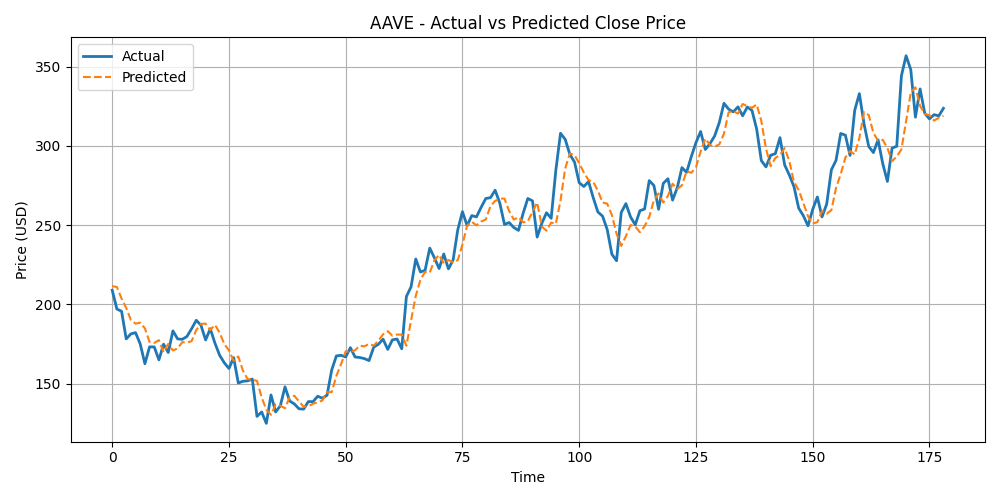 AAVE - Actual vs Predicted Close Price
Actual
Predicted
Price (USD)
350
300
250
200
150
0 25 50 75 100 125 150 175
Time